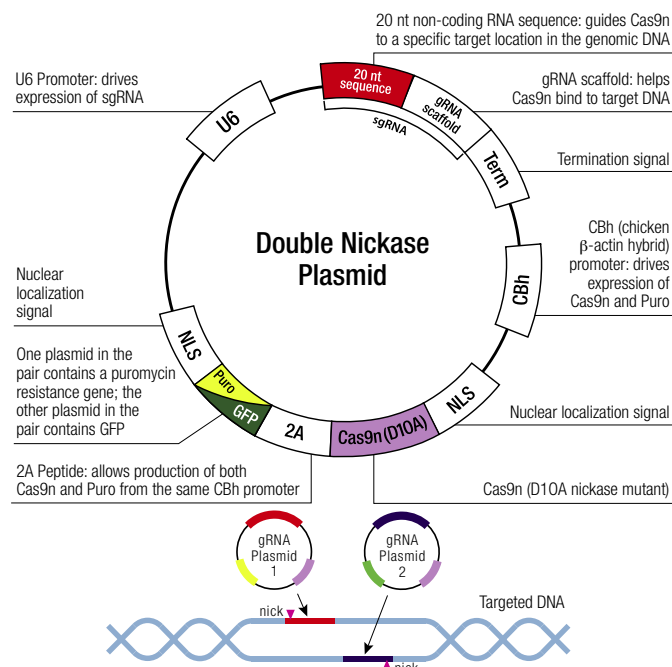 20 nt non-coding RNA sequence: guides Cas9n
to a specific target location in the genomic DNA
U6 Promoter: drives
expression of sgRNA
gRNA scaffold: helps
Cas9n bind to target DNA
20 nt
sequence
gRNA
scaffold
sgRNA
U6
Term
Termination signal
Double Nickase
Plasmid
CBh (chicken
β-actin hybrid)
promoter: drives
expression of
Cas9n and Puro
CBh
Nuclear
localization
signal
NLS
One plasmid in the
pair contains a puromycin
resistance gene; the
other plasmid in the
pair contains GFP
Puro
GFP
2A
Cas9n (D10A)
NLS
Nuclear localization signal
2A Peptide: allows production of both
Cas9n and Puro from the same CBh promoter
Cas9n (D10A nickase mutant)
gRNA
Plasmid
1
gRNA
Plasmid
2
nick
Targeted DNA
nick